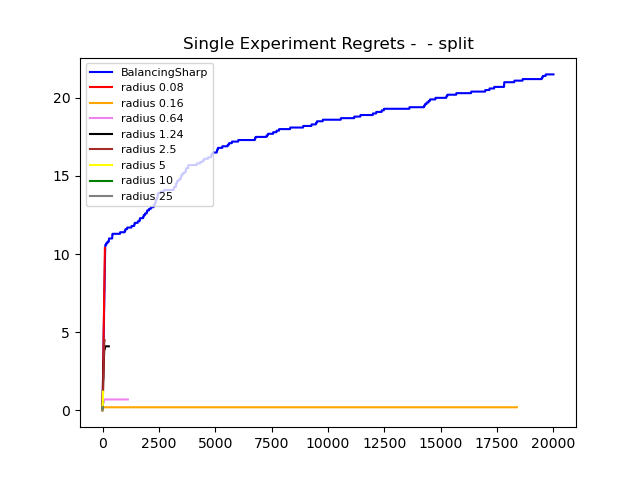 Single Experiment Regrets -  - split
BalancingSharp
radius 0.08
radius 0.16
radius 0.64
radius 1.24
radius 2.5
radius 5
radius 10
radius 25
20
15
10
5
0
0 2500 5000 7500 10000 12500 15000 17500 20000